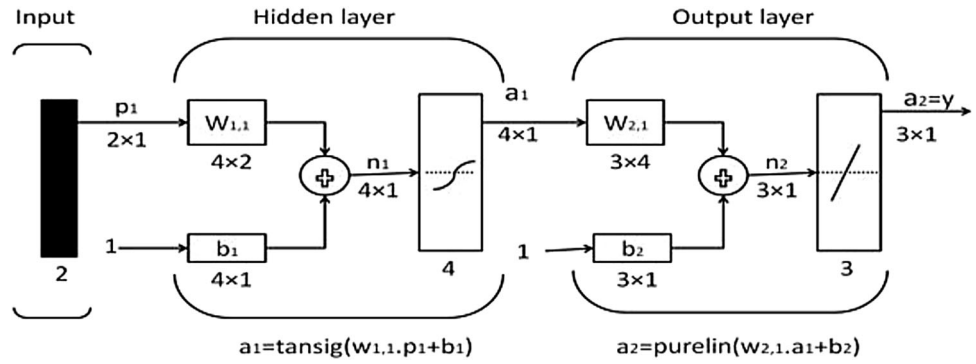 Input
Hidden layer
Output layer
p₁
2×1
W₁,₁
4×2
1
b₁
4×1
n₁
4×1
4
2
a₁
4×1
W₂,₁
3×4
1
b₂
3×1
n₂
3×1
3
a₂=y
3×1
a₁=tansig(w₁,₁.p₁+b₁)
a₂=purelin(w₂,₁.a₁+b₂)